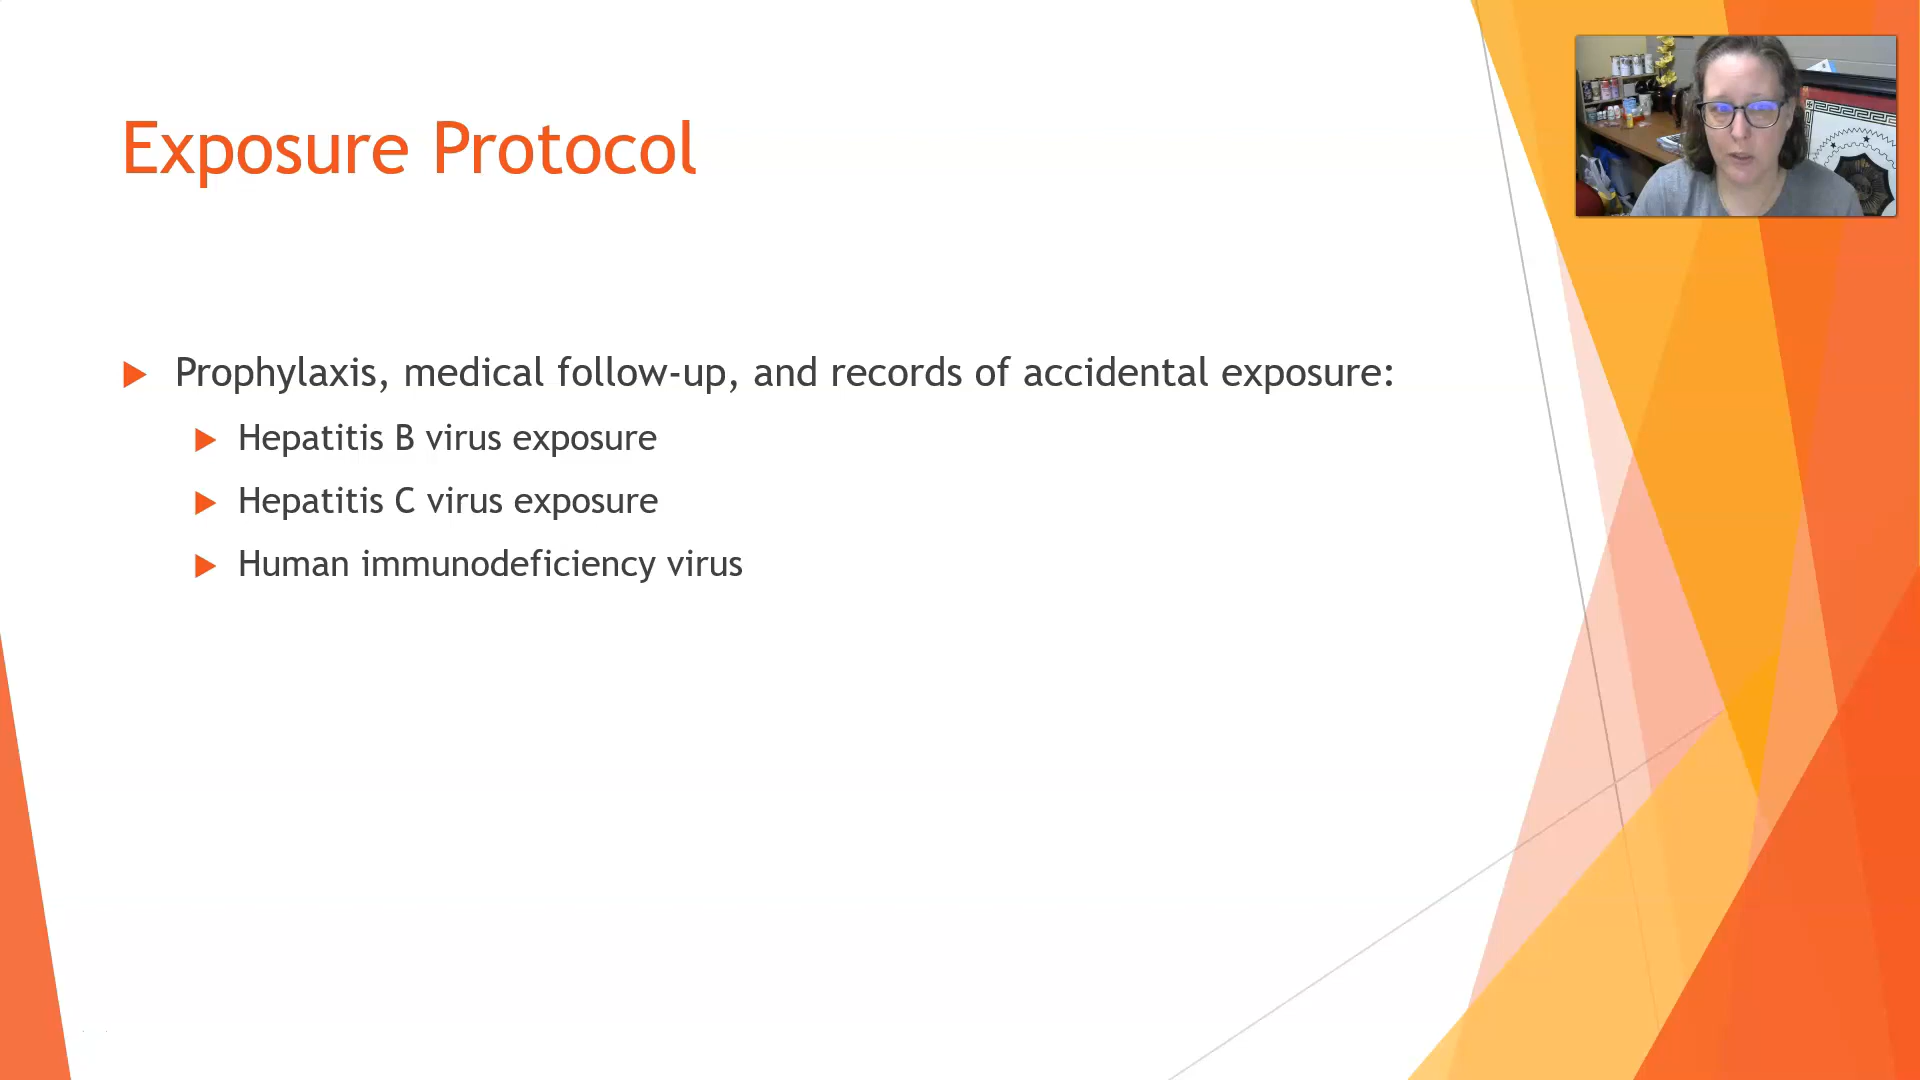 Exposure Protocol
Prophylaxis, medical follow-up, and records of accidental exposure:
Hepatitis B virus exposure
Hepatitis C virus exposure
Human immunodeficiency virus